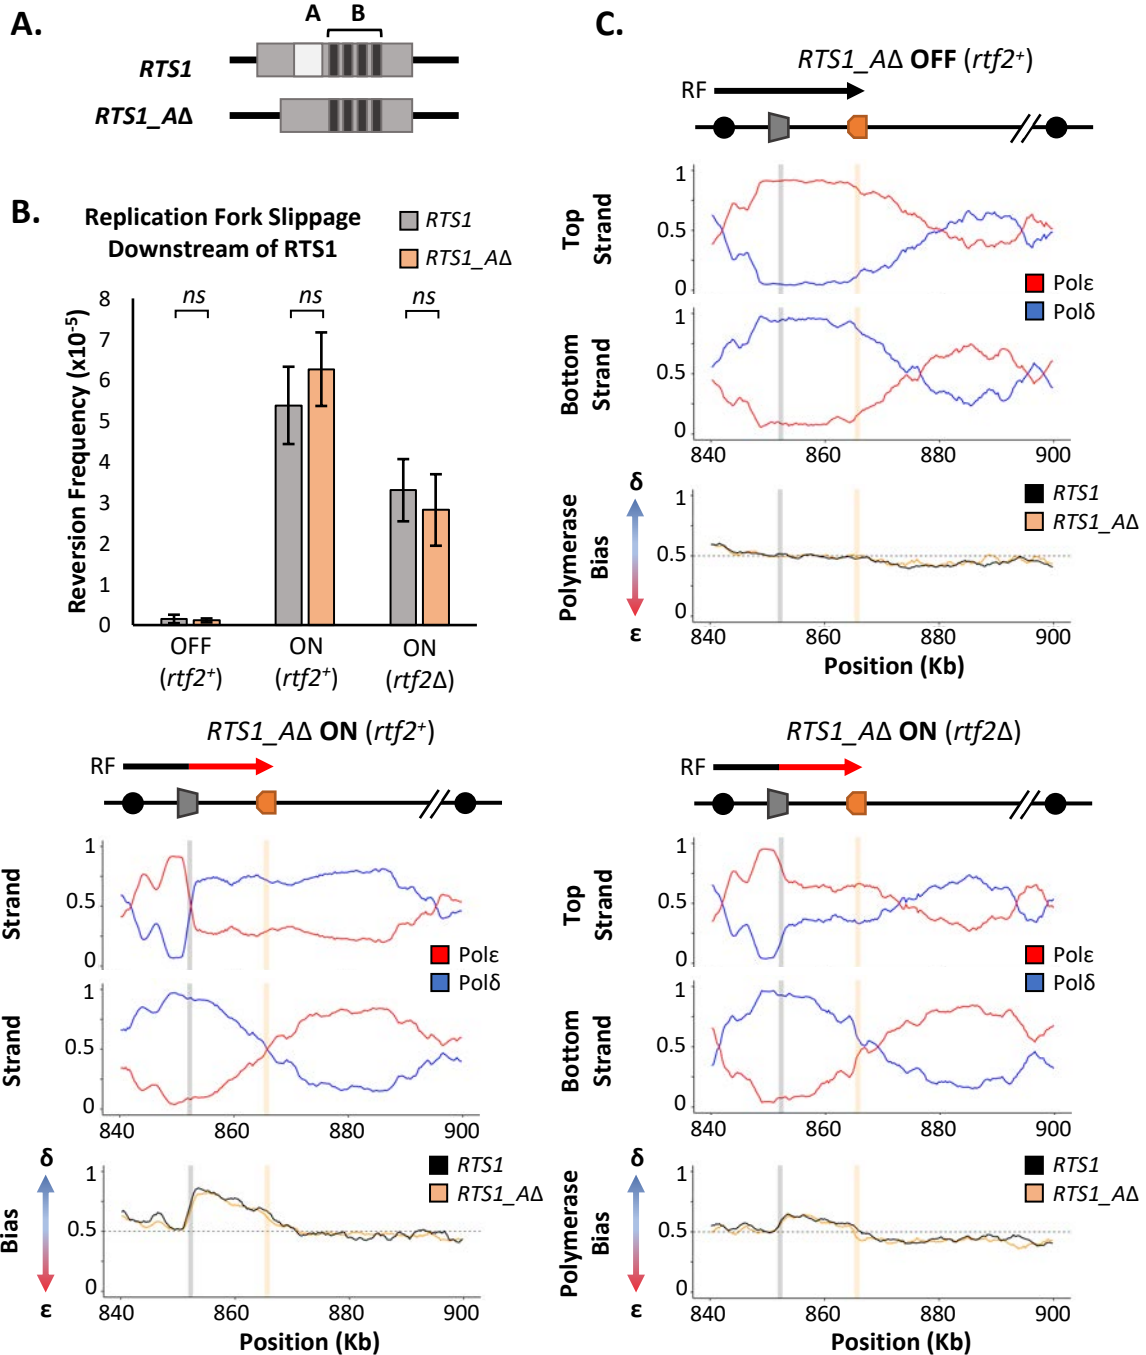 A.
A B
RTS1
RTS1_AΔ
B.
Replication Fork Slippage
Downstream of RTS1
RTS1
RTS1_AΔ
Reversion Frequency (x10⁻⁵)
8
7
6
5
4
3
2
1
0
ns
ns
ns
OFF
(rtf2⁺)
ON
(rtf2⁺)
ON
(rtf2Δ)
C.
RTS1_AΔ OFF (rtf2⁺)
RF
Top
Strand
1
0.5
0
Polε
Polδ
Bottom
Strand
1
0.5
0
840 860 880 900
Polymerase
Bias
δ
ε
1
0.5
0
RTS1
RTS1_AΔ
840 860 880 900
Position (Kb)
RTS1_AΔ ON (rtf2⁺)
RF
Strand
1
0.5
0
Polε
Polδ
Strand
1
0.5
0
840 860 880 900
Bias
δ
ε
1
0.5
0
RTS1
RTS1_AΔ
840 860 880 900
Position (Kb)
RTS1_AΔ ON (rtf2Δ)
RF
Top
Strand
1
0.5
0
Polε
Polδ
Bottom
Strand
1
0.5
0
840 860 880 900
Polymerase
Bias
δ
ε
1
0.5
0
RTS1
RTS1_AΔ
840 860 880 900
Position (Kb)